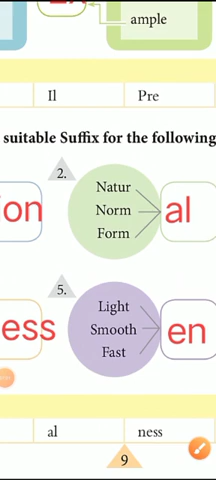 ample
Il Pre
suitable Suffix for the following
2.
Natur
Norm
Form
al
ion
5.
Light
Smooth
Fast
en
ess
al ness
9